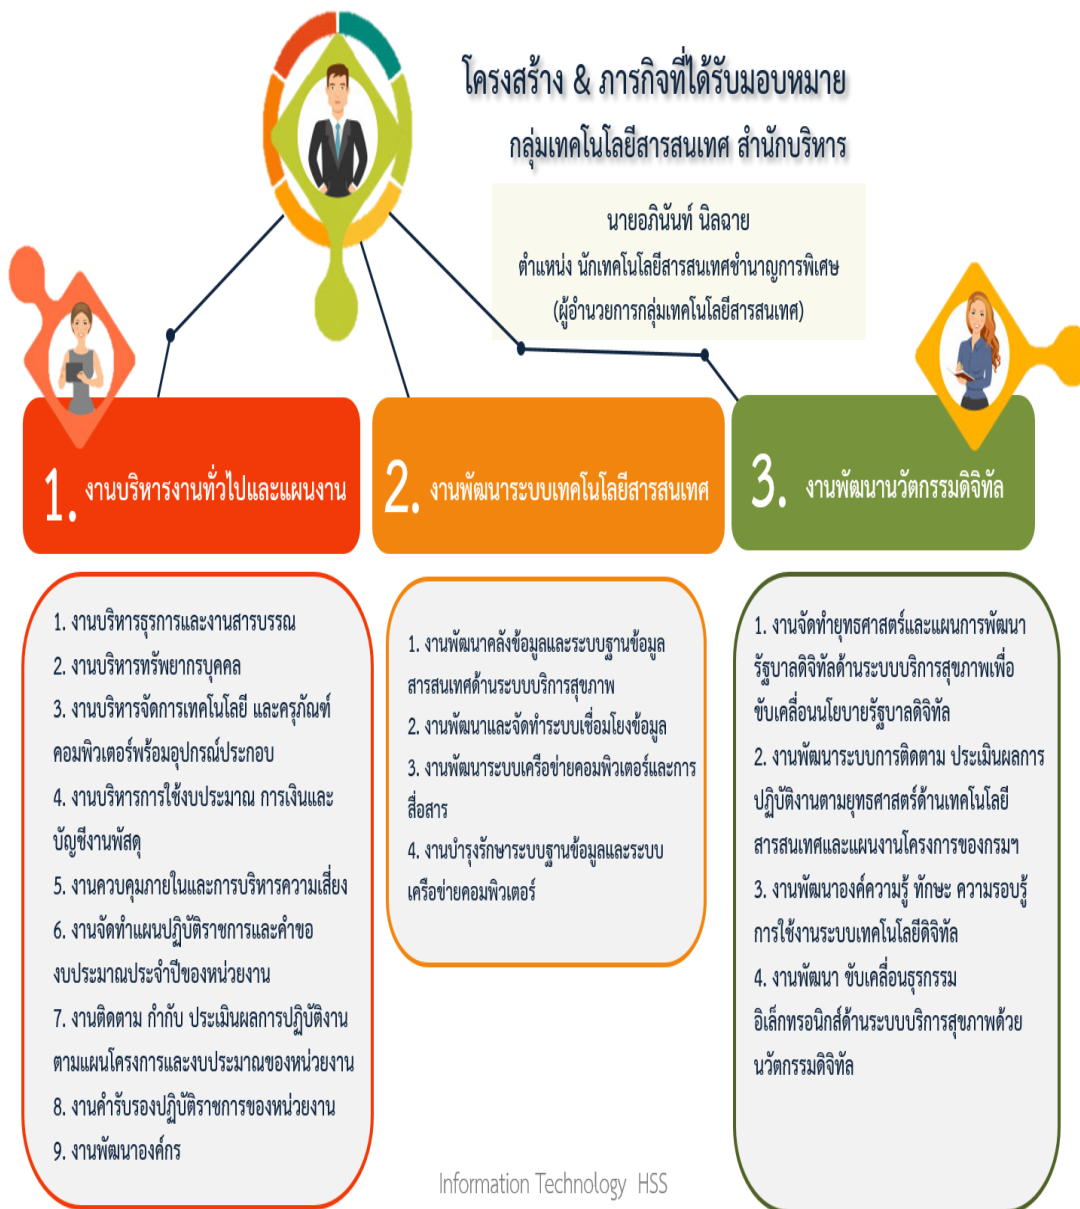 โครงสร้าง & ภารกิจที่ได้รับมอบหมาย
กลุ่มเทคโนโลยีสารสนเทศ สำนักบริหาร
นายอภินันท์ นิลฉาย
ตำแหน่ง นักเทคโนโลยีสารสนเทศชำนาญการพิเศษ
(ผู้อำนวยการกลุ่มเทคโนโลยีสารสนเทศ)
1. งานบริหารงานทั่วไปและแผนงาน
1. งานบริหารธุรการและงานสารบรรณ
2. งานบริหารทรัพยากรบุคคล
3. งานบริหารจัดการเทคโนโลยี และครุภัณฑ์
คอมพิวเตอร์พร้อมอุปกรณ์ประกอบ
4. งานบริหารการใช้งบประมาณ การเงินและ
บัญชีงานพัสดุ
5. งานควบคุมภายในและการบริหารความเสี่ยง
6. งานจัดทำแผนปฏิบัติราชการและคำขอ
งบประมาณประจำปีของหน่วยงาน
7. งานติดตาม กำกับ ประเมินผลการปฏิบัติงาน
ตามแผนโครงการและงบประมาณของหน่วยงาน
8. งานคำรับรองปฏิบัติราชการของหน่วยงาน
9. งานพัฒนาองค์กร
2. งานพัฒนาระบบเทคโนโลยีสารสนเทศ
1. งานพัฒนาคลังข้อมูลและระบบฐานข้อมูล
สารสนเทศด้านระบบบริการสุขภาพ
2. งานพัฒนาและจัดทำระบบเชื่อมโยงข้อมูล
3. งานพัฒนาระบบเครือข่ายคอมพิวเตอร์และการ
สื่อสาร
4. งานบำรุงรักษาระบบฐานข้อมูลและระบบ
เครือข่ายคอมพิวเตอร์
3. งานพัฒนานวัตกรรมดิจิทัล
1. งานจัดทำยุทธศาสตร์และแผนการพัฒนา
รัฐบาลดิจิทัลด้านระบบบริการสุขภาพเพื่อ
ขับเคลื่อนนโยบายรัฐบาลดิจิทัล
2. งานพัฒนาระบบการติดตาม ประเมินผลการ
ปฏิบัติงานตามยุทธศาสตร์ด้านเทคโนโลยี
สารสนเทศและแผนงานโครงการของกรมฯ
3. งานพัฒนาองค์ความรู้ ทักษะ ความรอบรู้
การใช้งานระบบเทคโนโลยีดิจิทัล
4. งานพัฒนา ขับเคลื่อนธุรกรรม
อิเล็กทรอนิกส์ด้านระบบบริการสุขภาพด้วย
นวัตกรรมดิจิทัล
Information Technology HSS